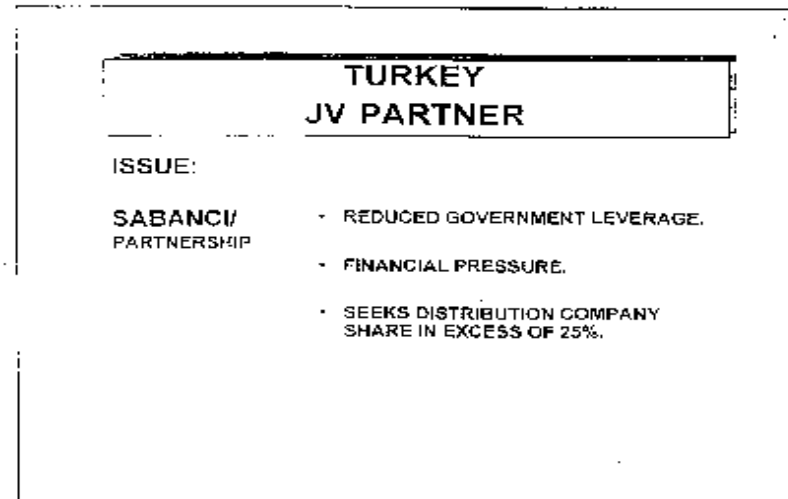 TURKEY
JV PARTNER
ISSUE:
SABANCI/
PARTNERSHIP
- REDUCED GOVERNMENT LEVERAGE.
- FINANCIAL PRESSURE.
- SEEKS DISTRIBUTION COMPANY
SHARE IN EXCESS OF 25%.